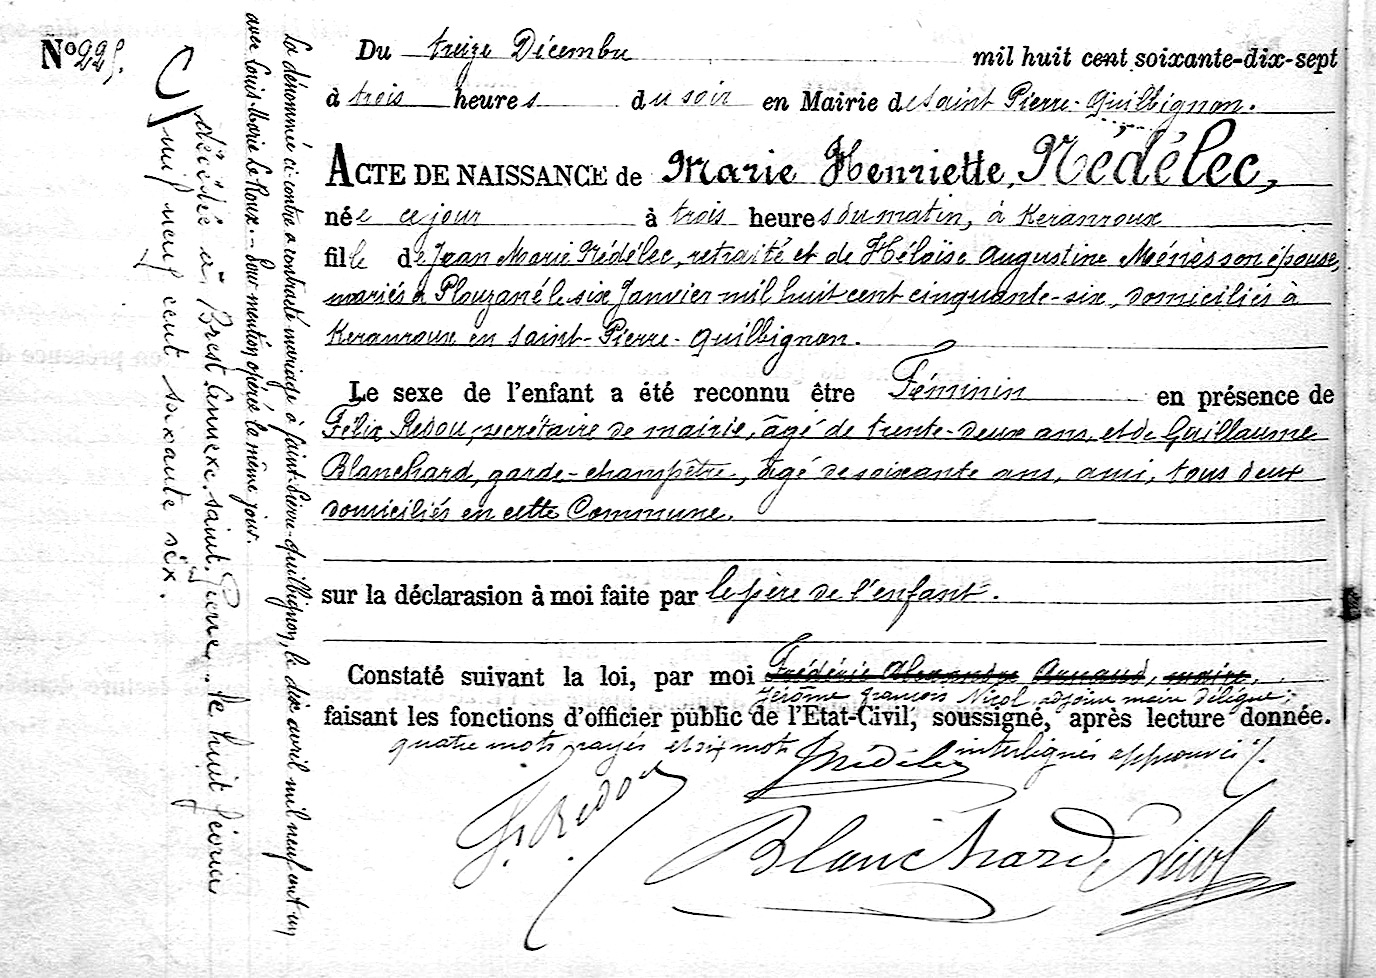 N° 225.
Du treize Décembre mil huit cent soixante-dix-sept
à trois heures du soir en Mairie de Saint Pierre-Quilbignon.
ACTE DE NAISSANCE de Marie Henriette Nédélec,
née ce jour à trois heures du matin, à Keranroux
fille de Jean Marie Nédélec, retraité et de Héloïse Augustine Ménès son épouse,
mariés à Plouzané le six Janvier mil huit cent cinquante-six, domiciliés à
Keranroux en Saint-Pierre-Quilbignon.
Le sexe de l'enfant a été reconnu être Féminin en présence de
Félix Redou, secrétaire de mairie, âgé de trente-deux ans, et de Guillaume
Blanchard, garde-champêtre, âgé de soixante ans, ami, tous deux
domiciliés en cette Commune.
sur la déclarasion à moi faite par le père de l'enfant.
Constaté suivant la loi, par moi Frédéric Alexandre Arnaud, maire,
Jérôme François Nicol adjoint maire délégué,
faisant les fonctions d'officier public de l'Etat-Civil, soussigné, après lecture donnée.
quatre mots rayés et six mots interlignés approuvés
Nédélec
F. Redou
Blanchard
Nicol
La dénommée ci-contre a contracté mariage à Saint-Pierre-Quilbignon, le dix avril mil neuf cent un
avec Louis-Marie Le Roux. - Pour mention opérée le même jour.
décédée à Brest Annexe Saint-Pierre, le huit février
mil neuf cent soixante six.